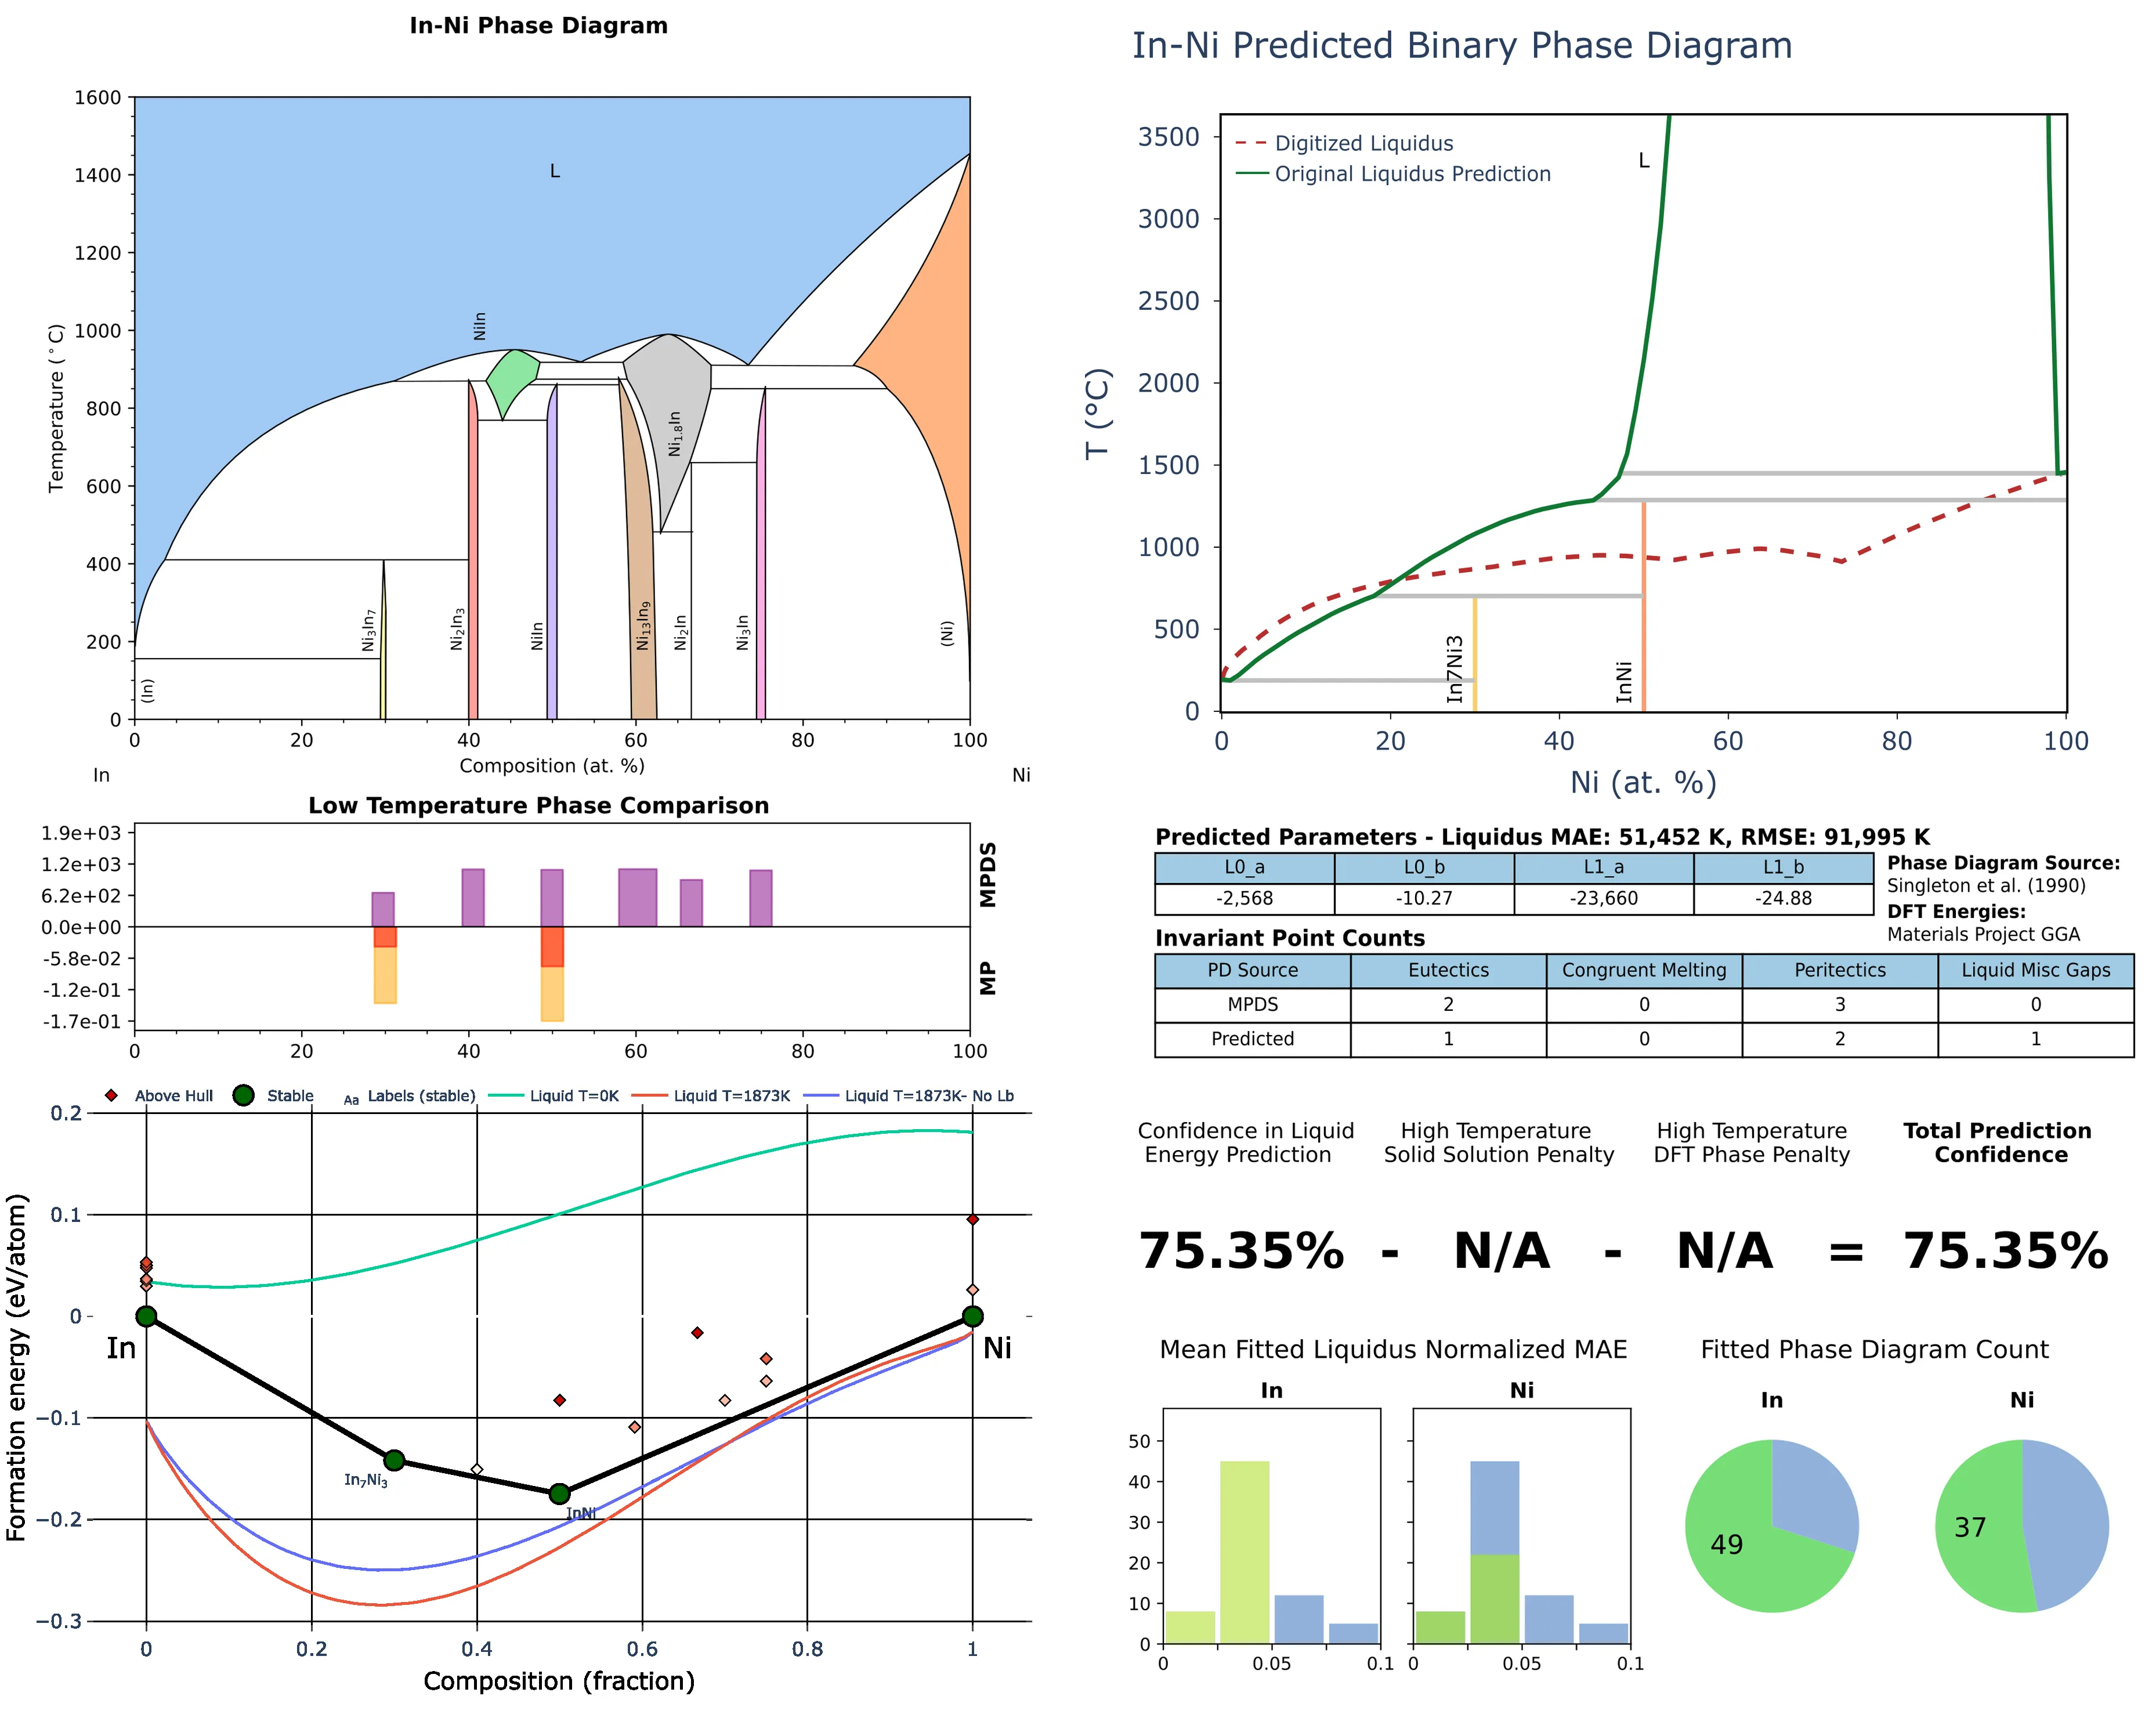 In-Ni Phase Diagram
1600
1400
1200
1000
800
600
400
200
0
Temperature (°C)
L
NiIn
Ni3In7
Ni2In3
NiIn
Ni13In9
Ni1.8In
Ni2In
Ni3In
(In)
(Ni)
0 20 40 60 80 100
In Composition (at. %) Ni
Low Temperature Phase Comparison
1.9e+03
1.2e+03
6.2e+02
0.0e+00
-5.8e-02
-1.2e-01
-1.7e-01
MPDS
MP
0 20 40 60 80 100
Above Hull Stable Aa Labels (stable) Liquid T=0K Liquid T=1873K Liquid T=1873K- No Lb
0.2
0.1
0
−0.1
−0.2
−0.3
Formation energy (eV/atom)
In
Ni
In7Ni3
InNi
0 0.2 0.4 0.6 0.8 1
Composition (fraction)
In-Ni Predicted Binary Phase Diagram
Digitized Liquidus
Original Liquidus Prediction
L
3500
3000
2500
2000
1500
1000
500
0
T (°C)
In7Ni3
InNi
0 20 40 60 80 100
Ni (at. %)
Predicted Parameters - Liquidus MAE: 51,452 K, RMSE: 91,995 K
L0_a L0_b L1_a L1_b
-2,568 -10.27 -23,660 -24.88
Phase Diagram Source:
Singleton et al. (1990)
DFT Energies:
Materials Project GGA
Invariant Point Counts
PD Source Eutectics Congruent Melting Peritectics Liquid Misc Gaps
MPDS 2 0 3 0
Predicted 1 0 2 1
Confidence in Liquid
Energy Prediction
High Temperature
Solid Solution Penalty
High Temperature
DFT Phase Penalty
Total Prediction
Confidence
75.35% - N/A - N/A = 75.35%
Mean Fitted Liquidus Normalized MAE
In
Ni
50
40
30
20
10
0
0 0.05 0.1
0 0.05 0.1
Fitted Phase Diagram Count
In
Ni
49
37